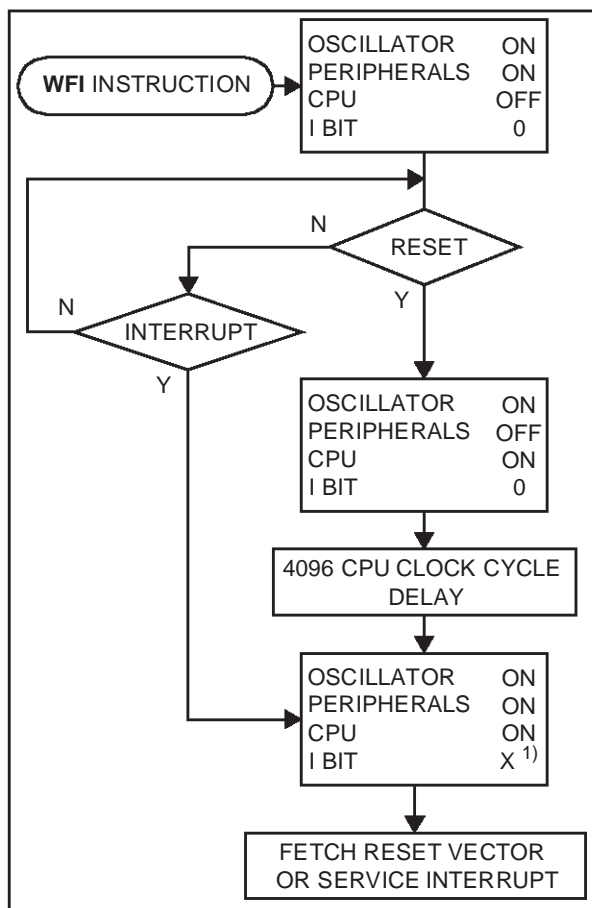 WFI INSTRUCTION
OSCILLATOR ON
PERIPHERALS ON
CPU OFF
I BIT 0
N
RESET
Y
N
INTERRUPT
Y
OSCILLATOR ON
PERIPHERALS OFF
CPU ON
I BIT 0
4096 CPU CLOCK CYCLE
DELAY
OSCILLATOR ON
PERIPHERALS ON
CPU ON
I BIT X 1)
FETCH RESET VECTOR
OR SERVICE INTERRUPT